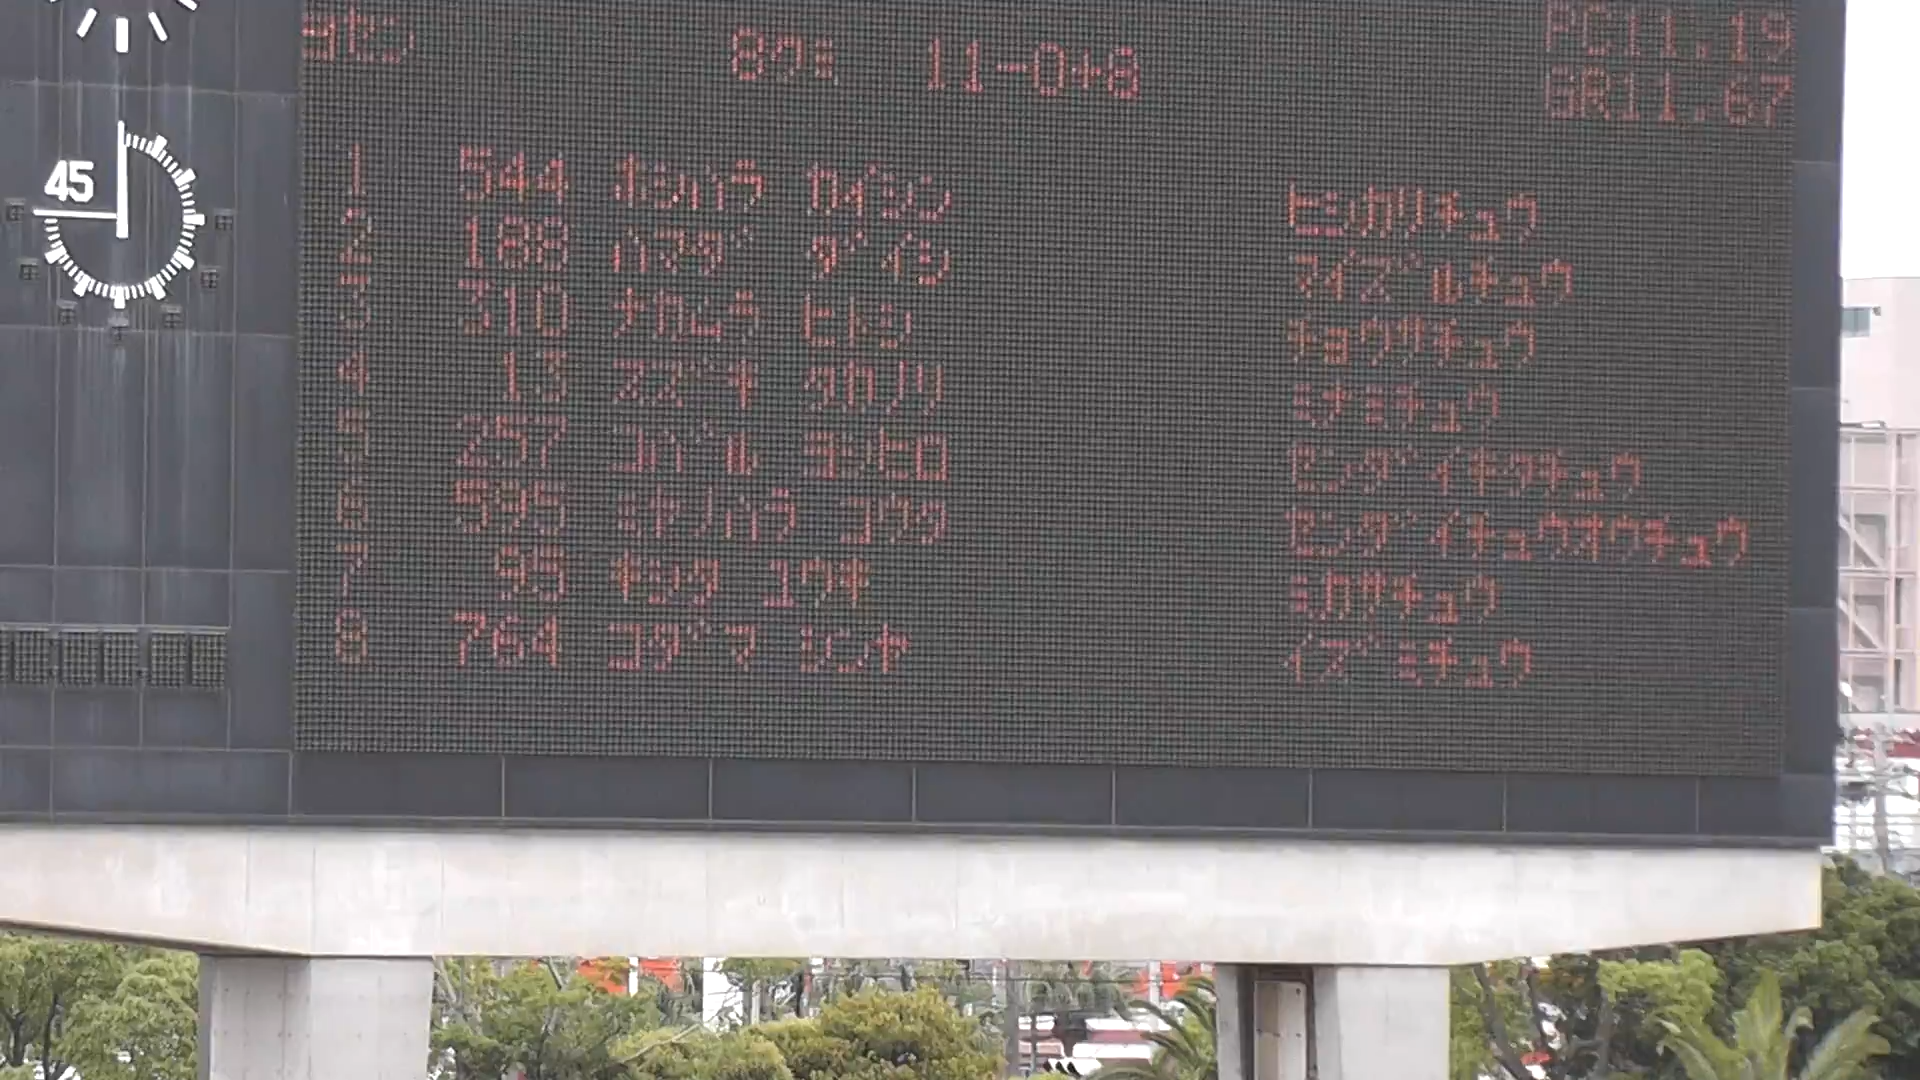 ヨセン 8クミ 11-0+8
PC11.19
GR11.67
45
1 544 ホシハラ カイシン ヒシカリチュウ
2 188 ハマダ ダイシ マイズルチュウ
3 310 ナカムラ ヒトシ チョウサチュウ
4 13 スズキ タカノリ ミナミチュウ
5 257 コバル ヨシヒロ センダイキタチュウ
6 595 ミヤノハラ コウタ センダイチュウオウチュウ
7 95 キシタ ユウキ ミカサチュウ
8 764 コダマ シンヤ イズミチュウ